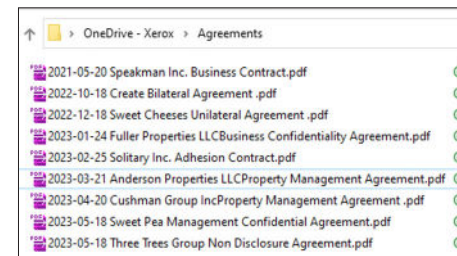 OneDrive - Xerox > Agreements
2021-05-20 Speakman Inc. Business Contract.pdf
2022-10-18 Create Bilateral Agreement .pdf
2022-12-18 Sweet Cheeses Unilateral Agreement .pdf
2023-01-24 Fuller Properties LLCBusiness Confidentiality Agreement.pdf
2023-02-25 Solitary Inc. Adhesion Contract.pdf
2023-03-21 Anderson Properties LLCProperty Management Agreement.pdf
2023-04-20 Cushman Group IncProperty Management Agreement .pdf
2023-05-18 Sweet Pea Management Confidential Agreement.pdf
2023-05-18 Three Trees Group Non Disclosure Agreement.pdf